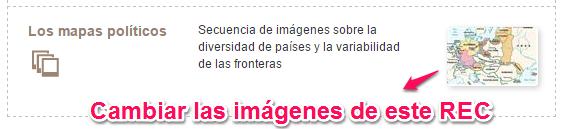 Los mapas políticos
Secuencia de imágenes sobre la
diversidad de países y la variabilidad
de las fronteras
Cambiar las imágenes de este REC